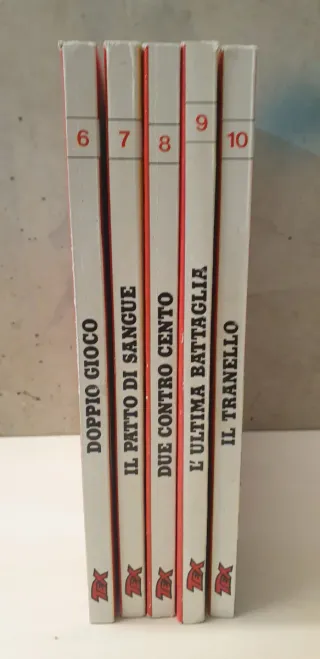 6
DOPPIO GIOCO
TEX
7
IL PATTO DI SANGUE
TEX
8
DUE CONTRO CENTO
TEX
9
L'ULTIMA BATTAGLIA
TEX
10
IL TRANELLO
TEX